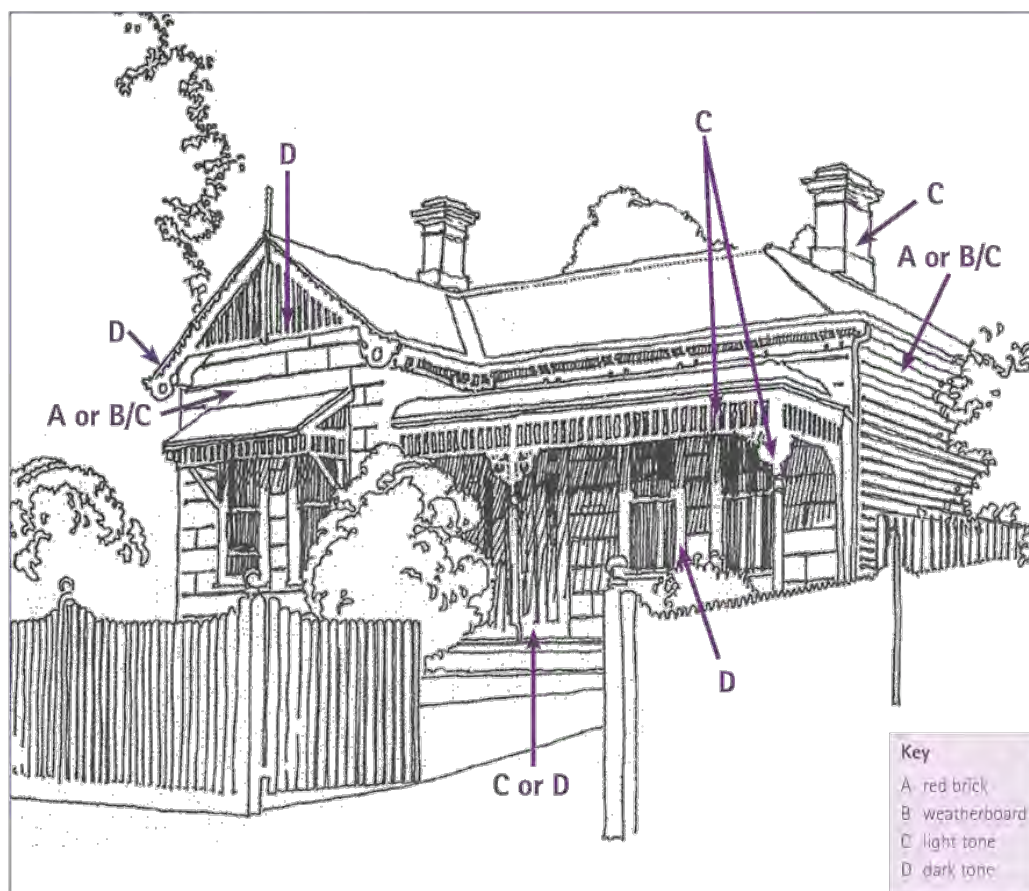 C
D
C
A or B/C
D
A or B/C
D
C or D
Key
A red brick
B weatherboard
C light tone
D dark tone